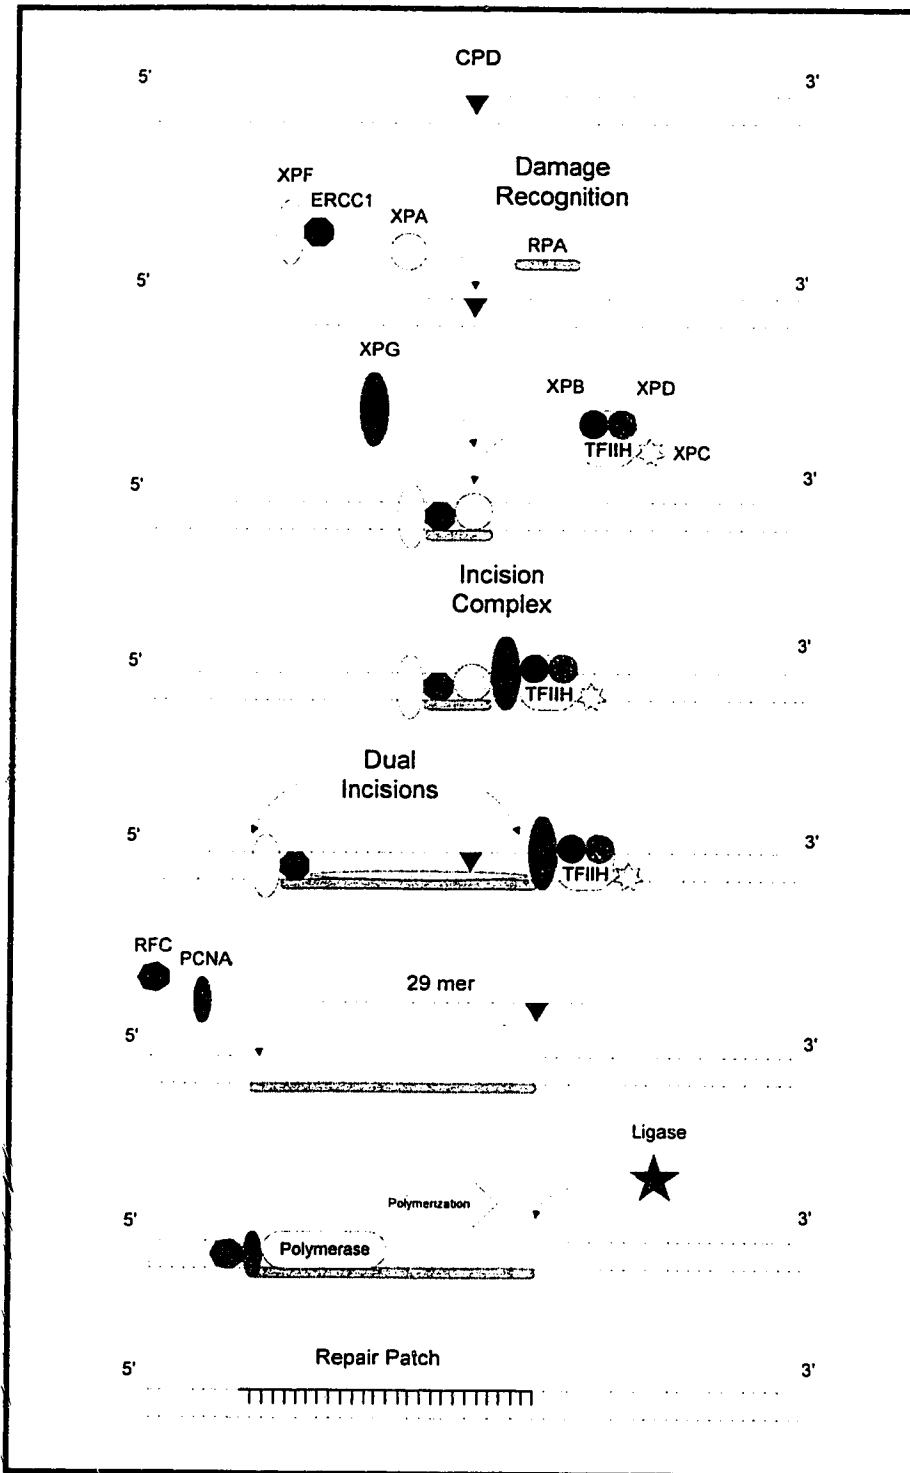 CPD
5'
3'
Damage
Recognition
XPF
ERCC1
XPA
RPA
5'
3'
XPG
XPB
XPD
TFIIH
XPC
5'
3'
Incision
Complex
5'
3'
TFIIH
Dual
Incisions
5'
3'
TFIIH
RFC
PCNA
29 mer
5'
3'
Ligase
Polymerization
5'
3'
Polymerase
Repair Patch
5'
3'